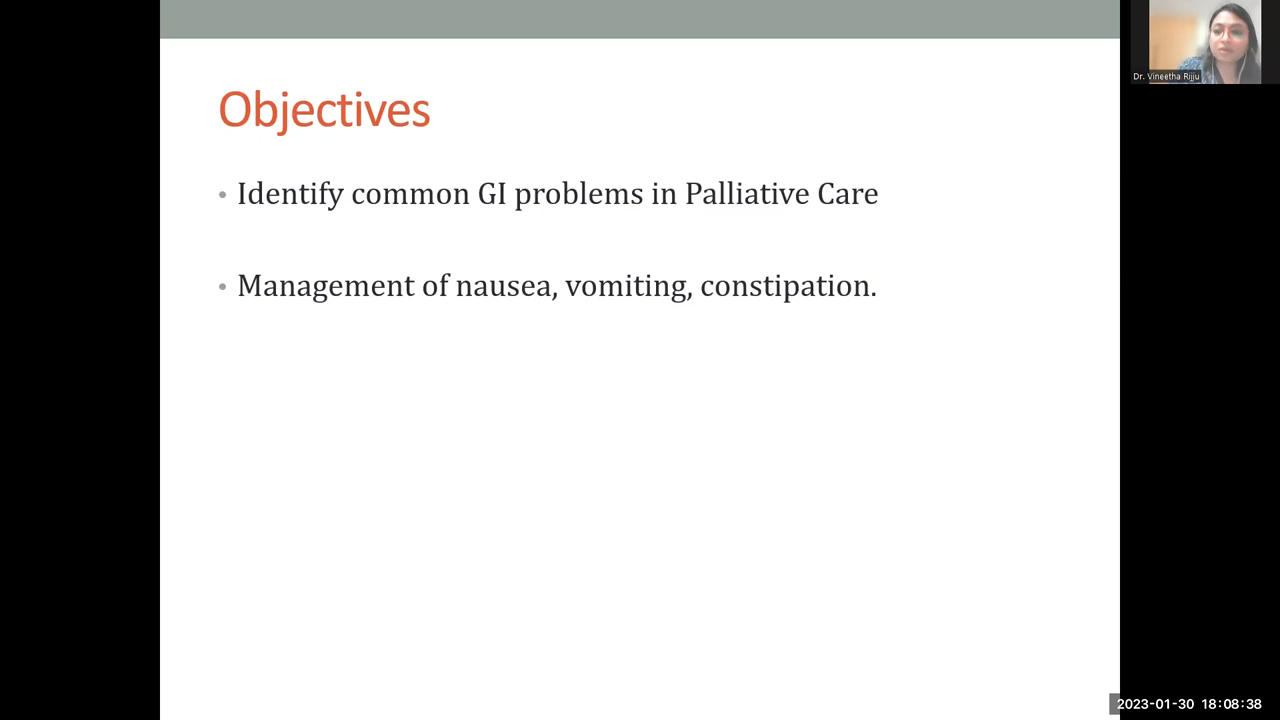 Objectives
• Identify common GI problems in Palliative Care
• Management of nausea, vomiting, constipation.
Dr. Vineetha Rijju
2023-01-30 18:08:38